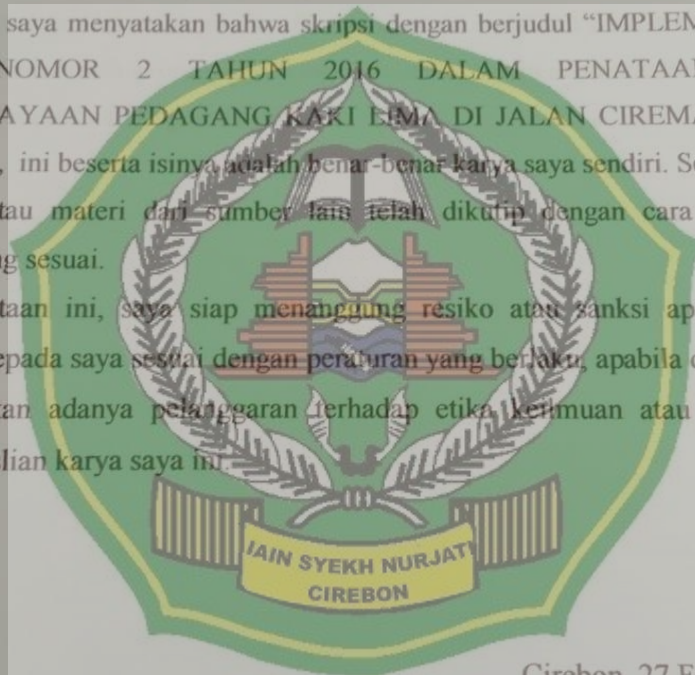 saya menyatakan bahwa skripsi dengan berjudul “IMPLEM
NOMOR 2 TAHUN 2016 DALAM PENATAA
AYAAN PEDAGANG KAKI LIMA DI JALAN CIREMA
, ini beserta isinya adalah benar-benar karya saya sendiri. Se
tau materi dari sumber lain telah dikutip dengan cara
g sesuai.
taan ini, saya siap menanggung resiko atau sanksi ap
epada saya sesuai dengan peraturan yang berlaku, apabila
tan adanya pelanggaran terhadap etika keilmuan atau
slian karya saya ini.
IAIN SYEKH NURJATI
CIREBON
Cirebon, 27 F